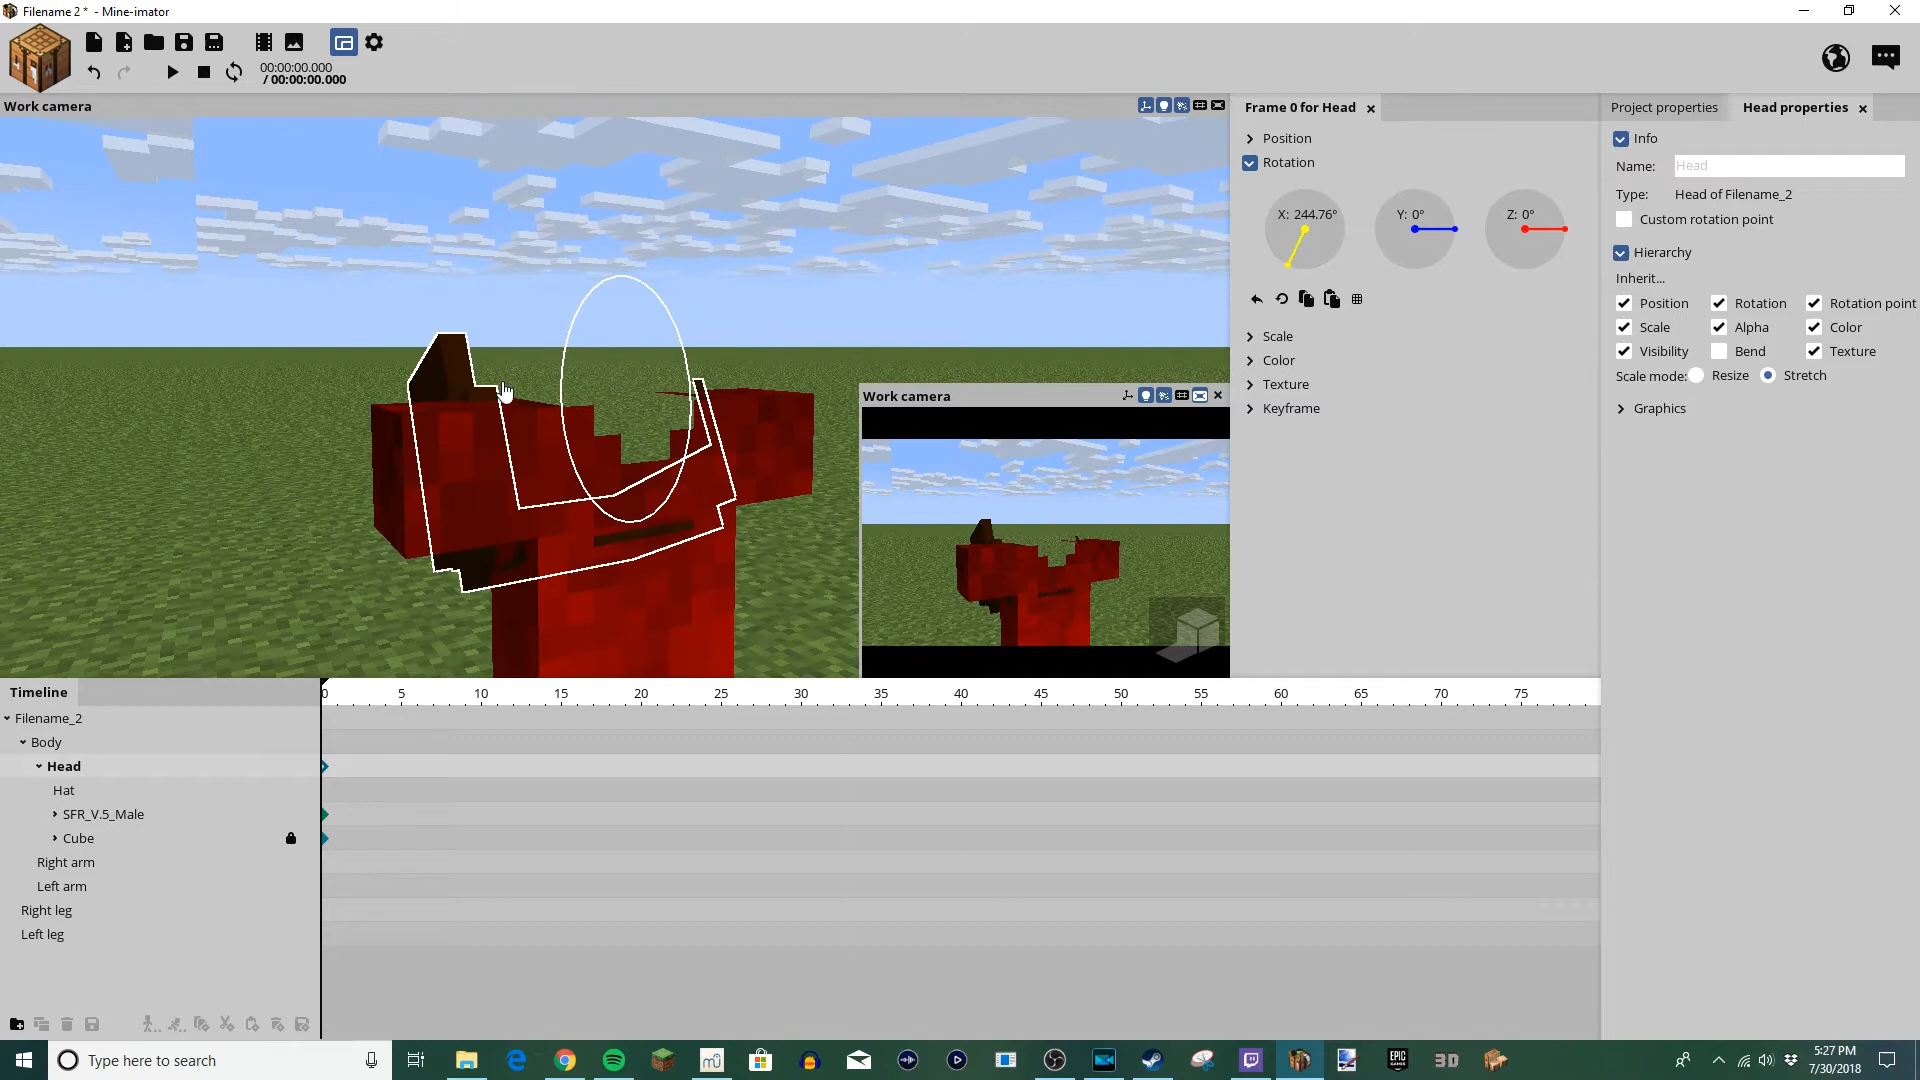 Filename 2 * - Mine-imator
00:00:00.000
/ 00:00:00.000
Work camera
Frame 0 for Head
Project properties
Head properties
Position
Rotation
X: 244.76°
Y: 0°
Z: 0°
Scale
Color
Texture
Keyframe
Info
Name:
Head
Type:
Head of Filename_2
Custom rotation point
Hierarchy
Inherit...
Position
Rotation
Rotation point
Scale
Alpha
Color
Visibility
Bend
Texture
Scale mode:
Resize
Stretch
Graphics
Work camera
Timeline
0 5 10 15 20 25 30 35 40 45 50 55 60 65 70 75
Filename_2
Body
Head
Hat
SFR_V.5_Male
Cube
Right arm
Left arm
Right leg
Left leg
Type here to search
mi
EPIC
GAMES
3D
5:27 PM
7/30/2018